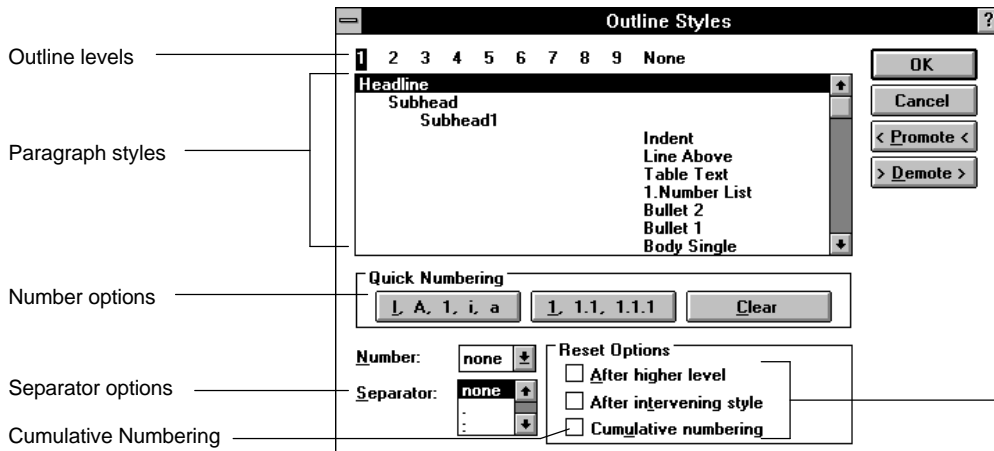 Outline Styles ?
Outline levels
1 2 3 4 5 6 7 8 9 None
OK
Headline
Subhead
Cancel
Subhead1
Paragraph styles
Indent
< Promote <
Line Above
Table Text
> Demote >
1.Number List
Bullet 2
Bullet 1
Body Single
Quick Numbering
Number options
I, A, 1, i, a
1, 1.1, 1.1.1
Clear
Number: none
Reset Options
After higher level
Separator options
Separator: none
.
:
After intervening style
Cumulative Numbering
Cumulative numbering